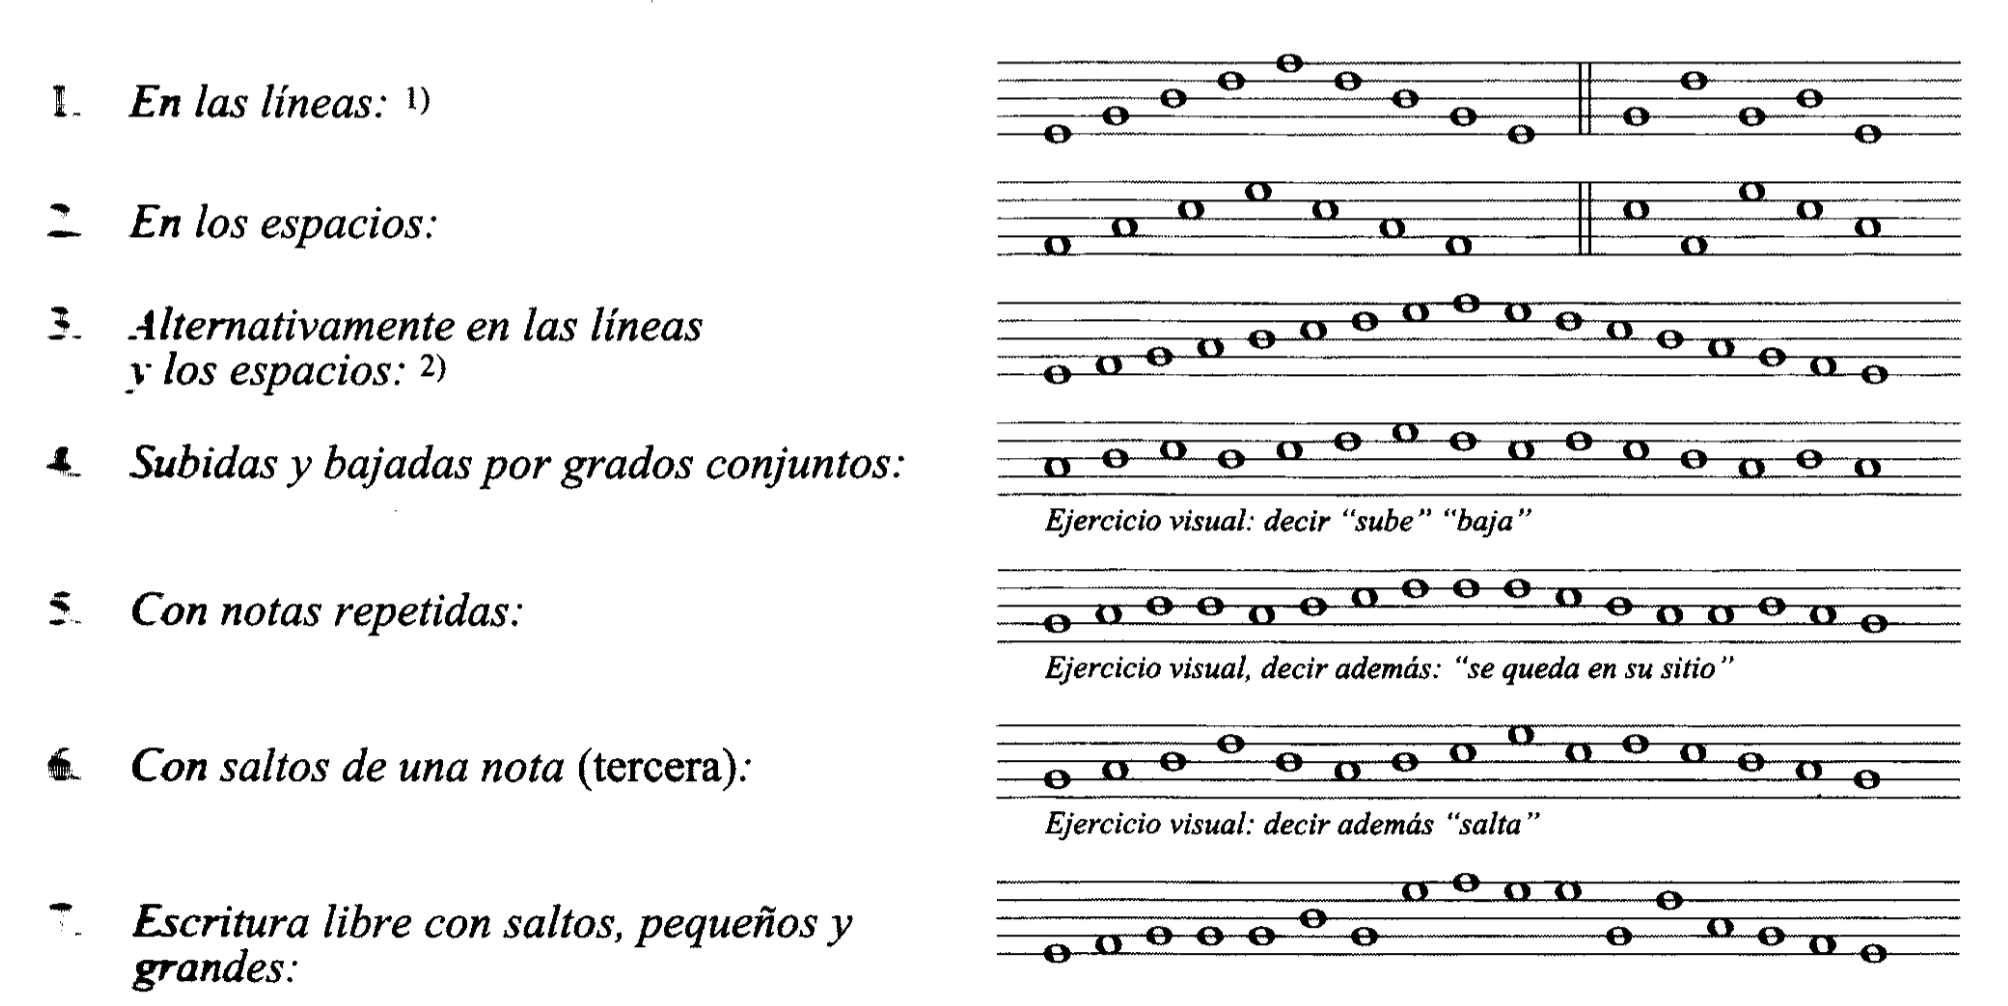 1. En las líneas: 1)
2 En los espacios:
3. Alternativamente en las líneas
y los espacios: 2)
4. Subidas y bajadas por grados conjuntos:
Ejercicio visual: decir “sube” “baja”
5. Con notas repetidas:
Ejercicio visual, decir además: “se queda en su sitio”
6. Con saltos de una nota (tercera):
Ejercicio visual: decir además “salta”
7. Escritura libre con saltos, pequeños y
grandes: